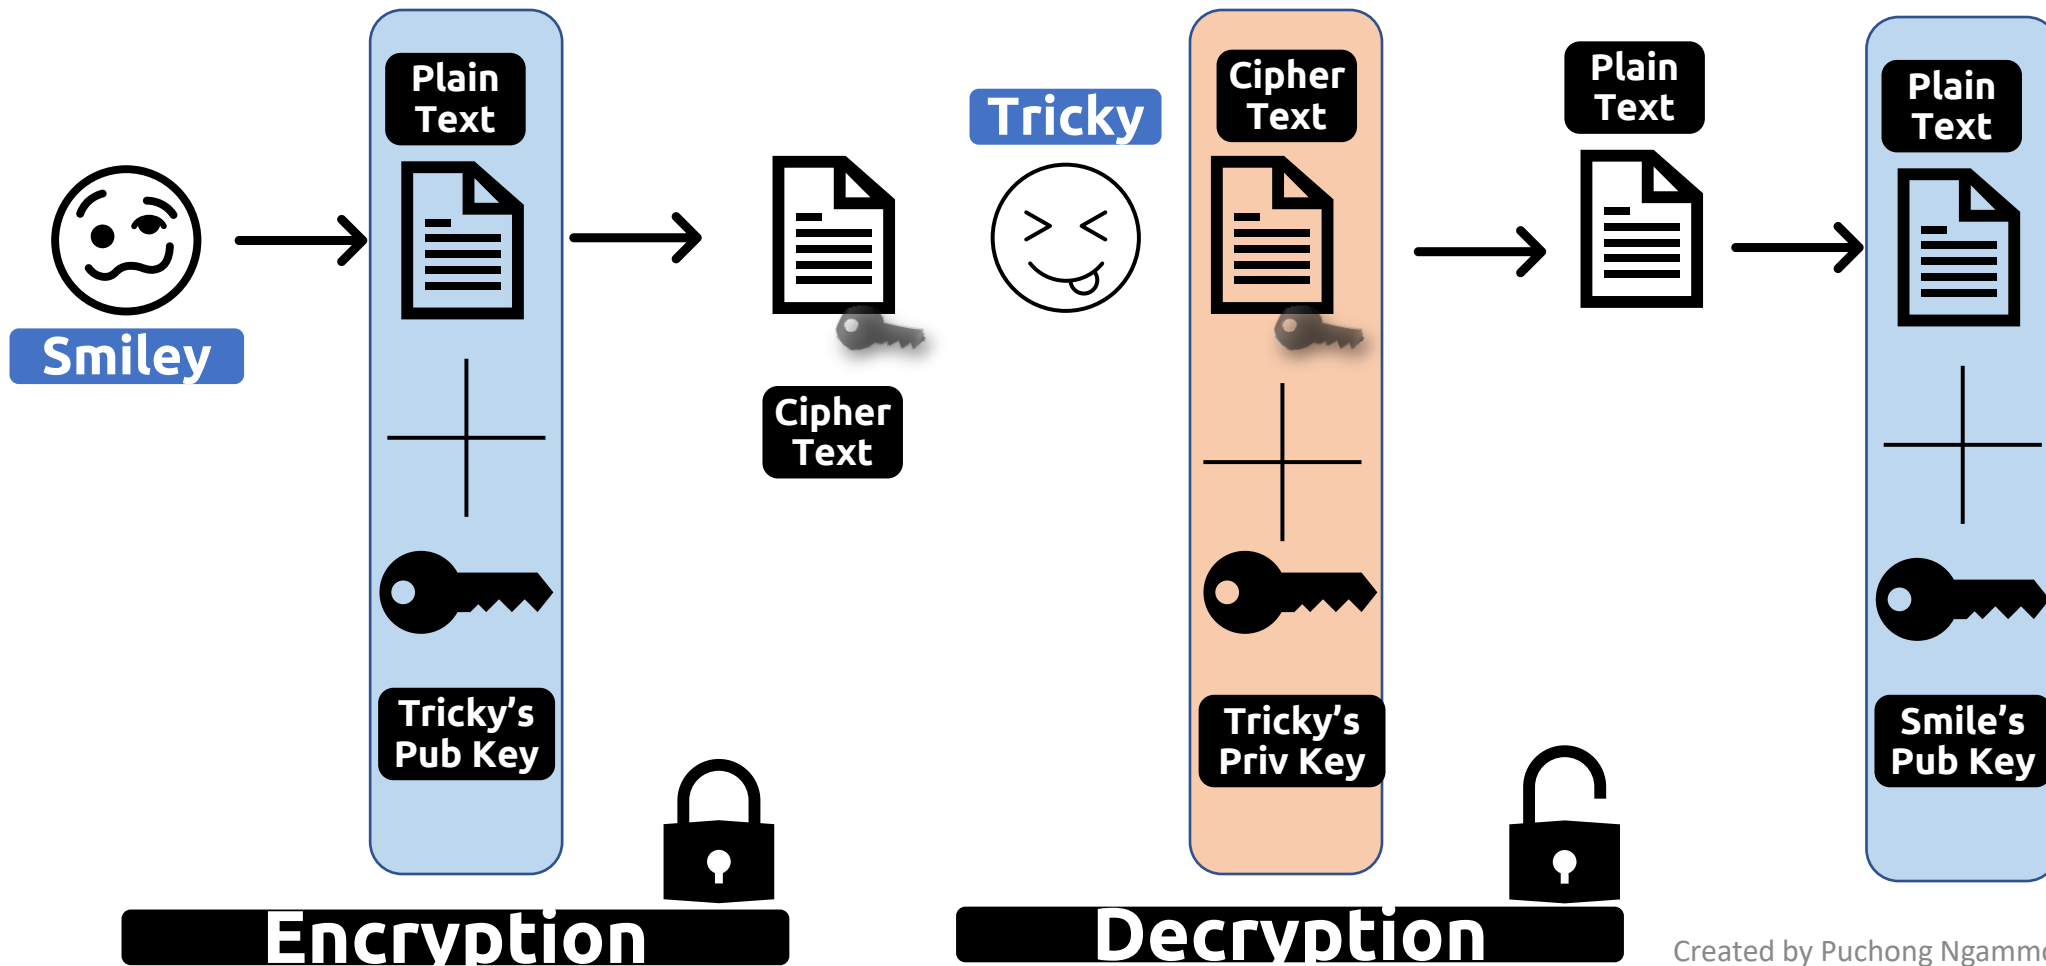 Smiley
Plain
Text
Tricky's
Pub Key
Cipher
Text
Encryption
Tricky
Cipher
Text
Tricky's
Priv Key
Plain
Text
Decryption
Plain
Text
Smile's
Pub Key
Created by Puchong